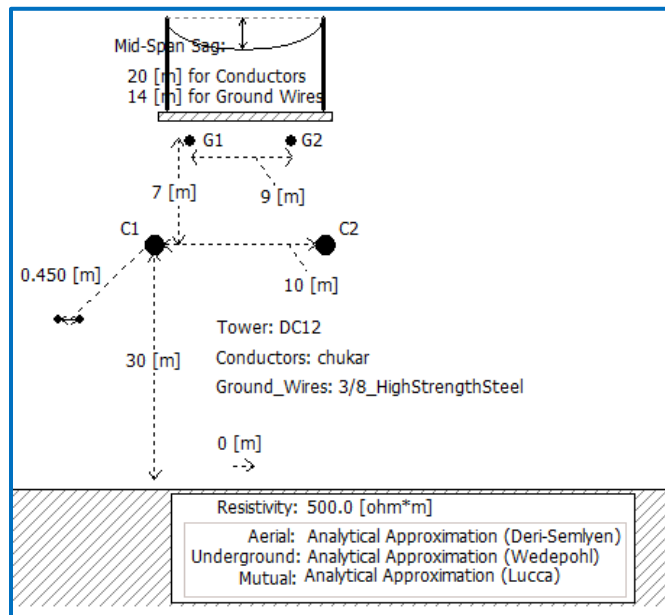 Mid-Span Sag:
20 [m] for Conductors
14 [m] for Ground Wires
G1
G2
7 [m]
9 [m]
C1
C2
0.450 [m]
10 [m]
Tower: DC12
30 [m]
Conductors: chukar
Ground_Wires: 3/8_HighStrengthSteel
0 [m]
Resistivity: 500.0 [ohm*m]
Aerial: Analytical Approximation (Deri-Semlyen)
Underground: Analytical Approximation (Wedepohl)
Mutual: Analytical Approximation (Lucca)